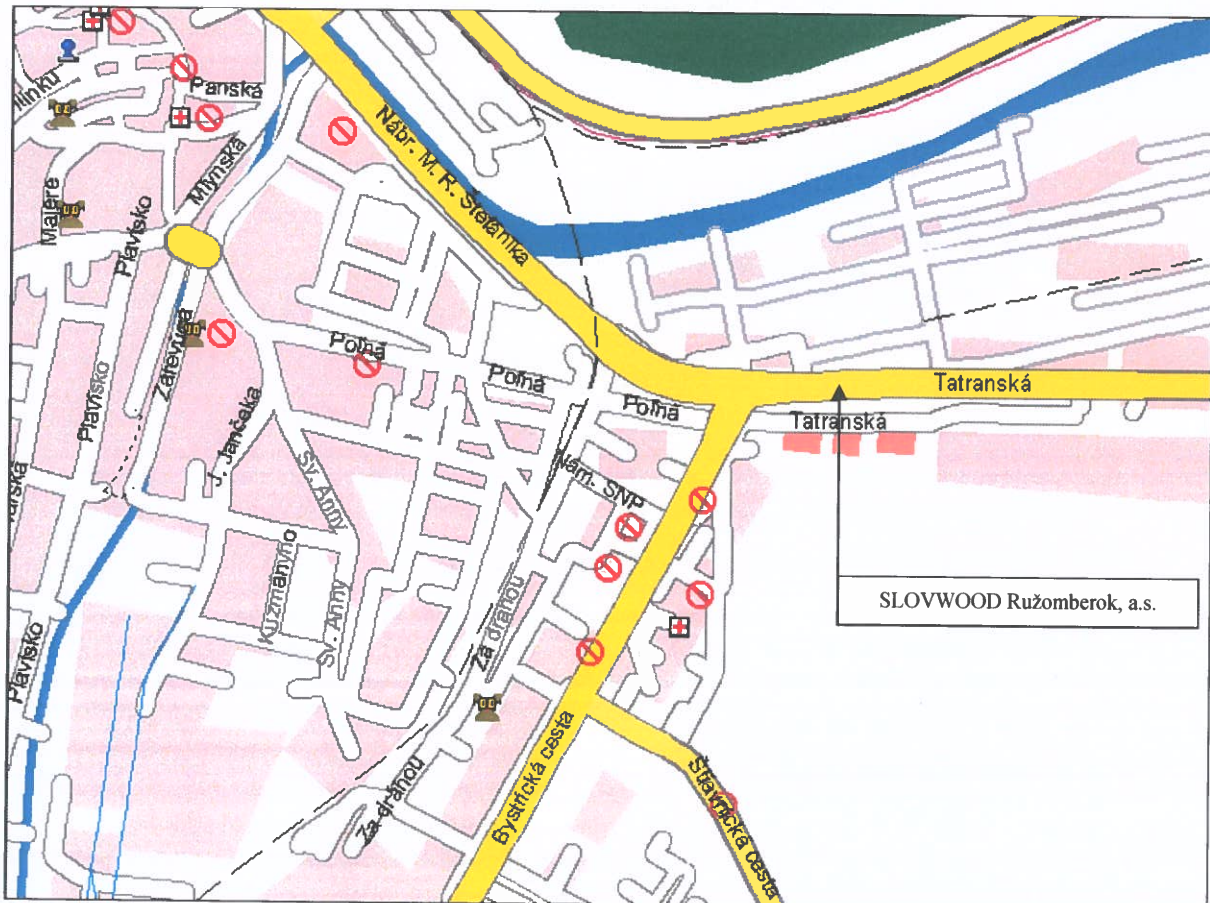 Panská
Mlynská
Majere
Plavisko
Nábr. M. R. Štefánika
Zarevúca
Poľná
Poľná
Poľná
Tatranská
Tatranská
Plavisko
J. Jančeka
Sv. Anny
Nám. SNP
Kuzmányho
Sv. Anny
Za dráhou
SLOVWOOD Ružomberok, a.s.
Plavisko
Bystrická cesta
Za dráhou
Štiavnická cesta